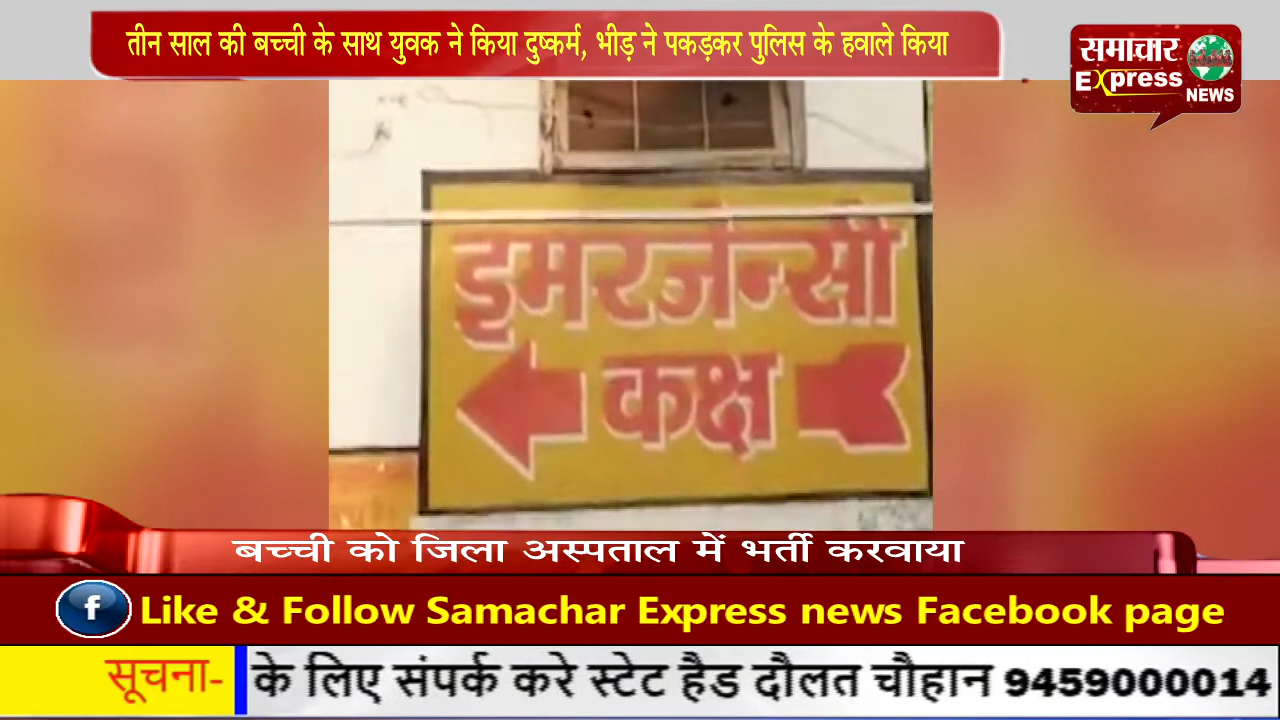 तीन साल की बच्ची के साथ युवक ने किया दुष्कर्म, भीड़ ने पकड़कर पुलिस के हवाले किया
समाचार
Express
NEWS
इमरजेन्सी
कक्ष
बच्ची को जिला अस्पताल में भर्ती करवाया
f Like & Follow Samachar Express news Facebook page
सूचना- के लिए संपर्क करे स्टेट हैड दौलत चौहान 9459000014